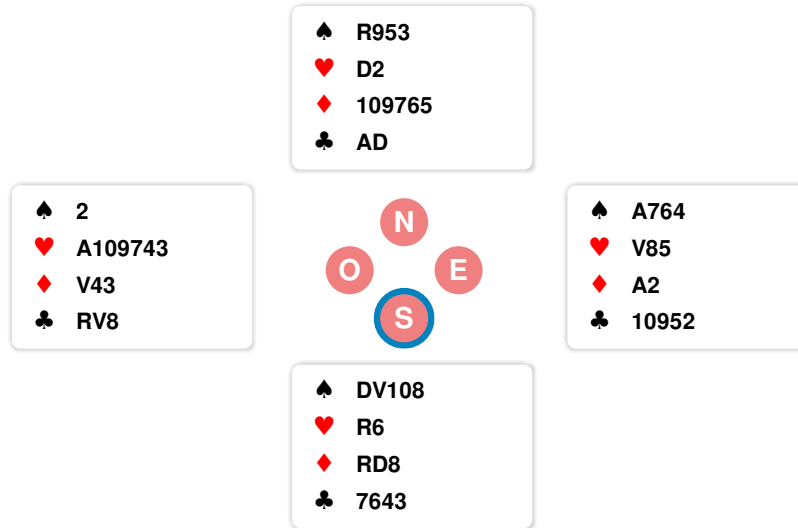 ♠ R953
♥ D2
♦ 109765
♣ AD
♠ 2
♥ A109743
♦ V43
♣ RV8
N
O E
S
♠ A764
♥ V85
♦ A2
♣ 10952
♠ DV108
♥ R6
♦ RD8
♣ 7643